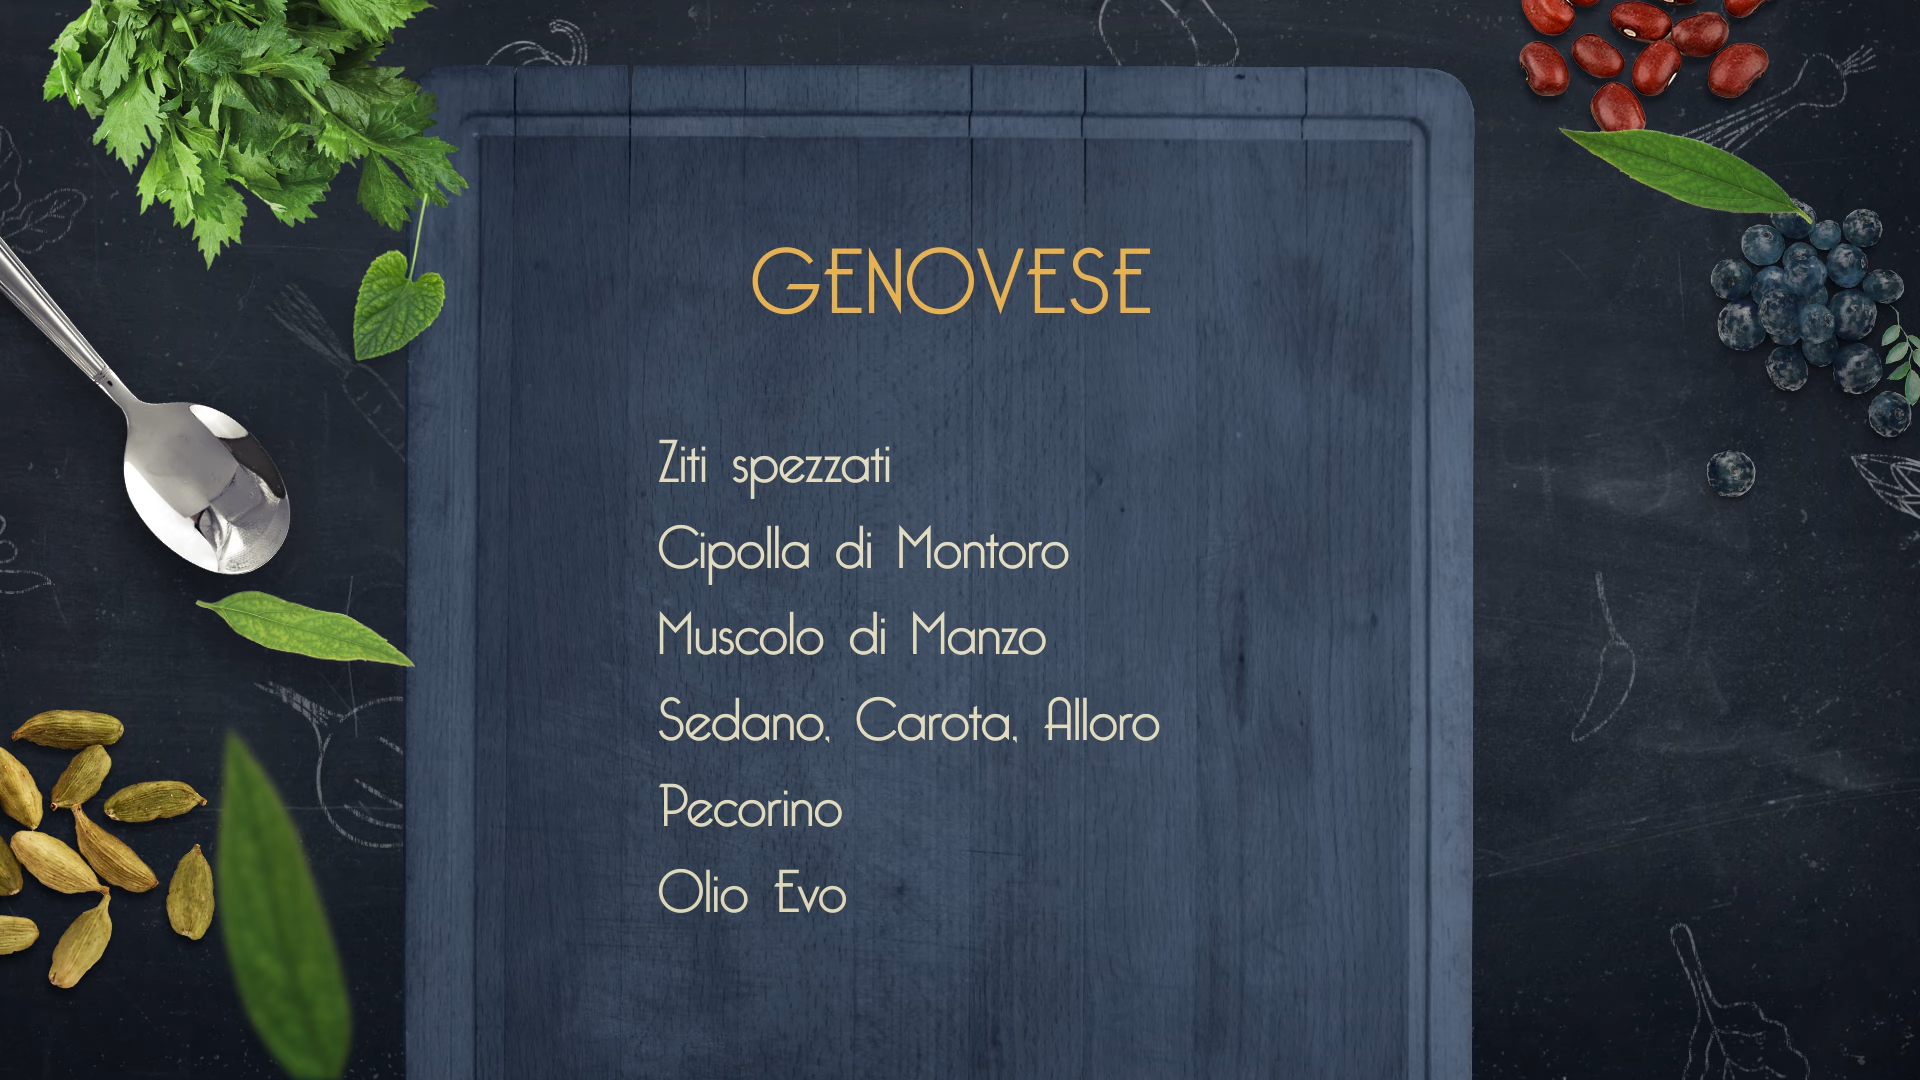 GENOVESE
Ziti spezzati
Cipolla di Montoro
Muscolo di Manzo
Sedano, Carota, Alloro
Pecorino
Olio Evo